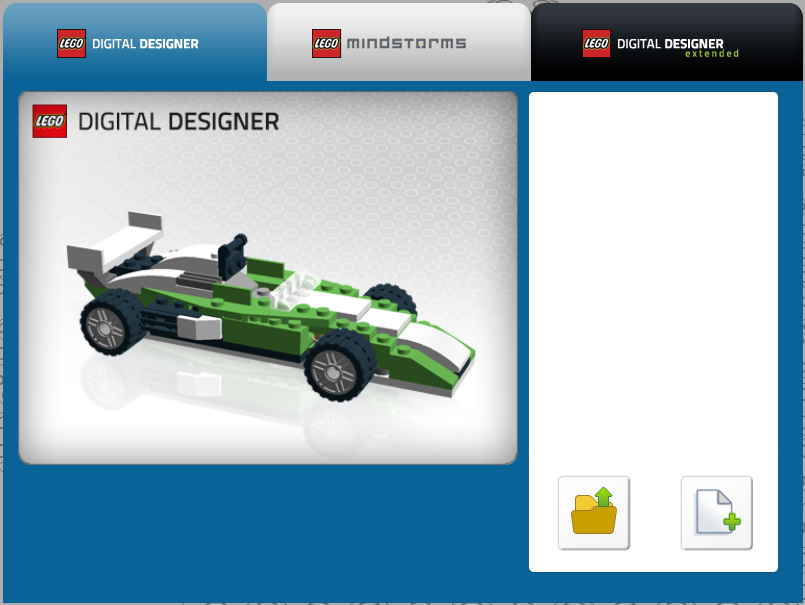 LEGO DIGITAL DESIGNER
LEGO mindstorms
LEGO DIGITAL DESIGNER
extended
LEGO DIGITAL DESIGNER